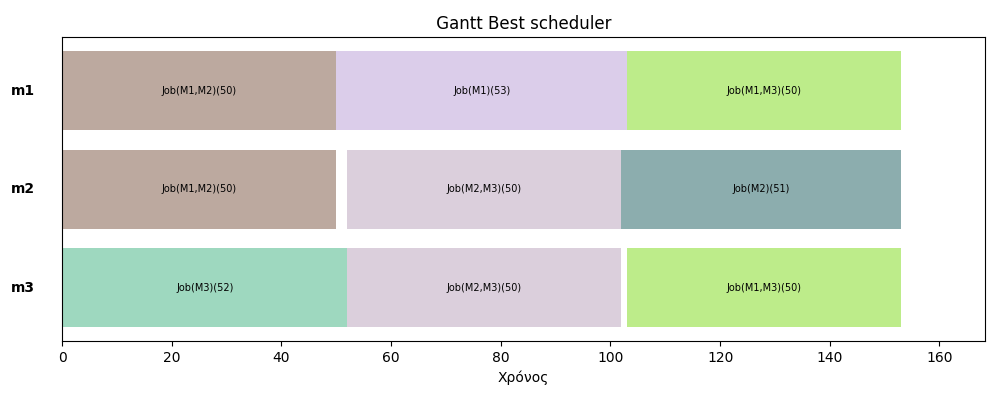 Gantt Best scheduler
m1
Job(M1,M2)(50)
Job(M1)(53)
Job(M1,M3)(50)
m2
Job(M1,M2)(50)
Job(M2,M3)(50)
Job(M2)(51)
m3
Job(M3)(52)
Job(M2,M3)(50)
Job(M1,M3)(50)
0 20 40 60 80 100 120 140 160
Χρόνος